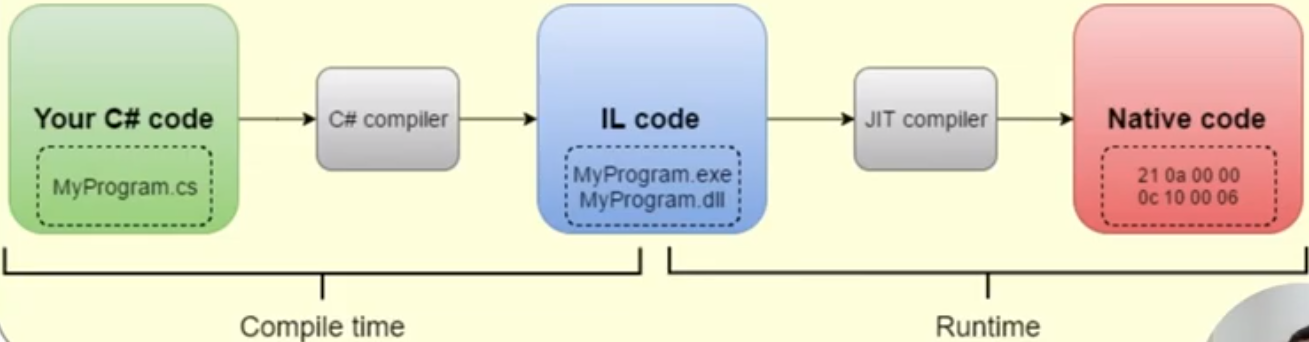 Your C# code
MyProgram.cs
C# compiler
IL code
MyProgram.exe
MyProgram.dll
JIT compiler
Native code
21 0a 00 00
0c 10 00 06
Compile time
Runtime